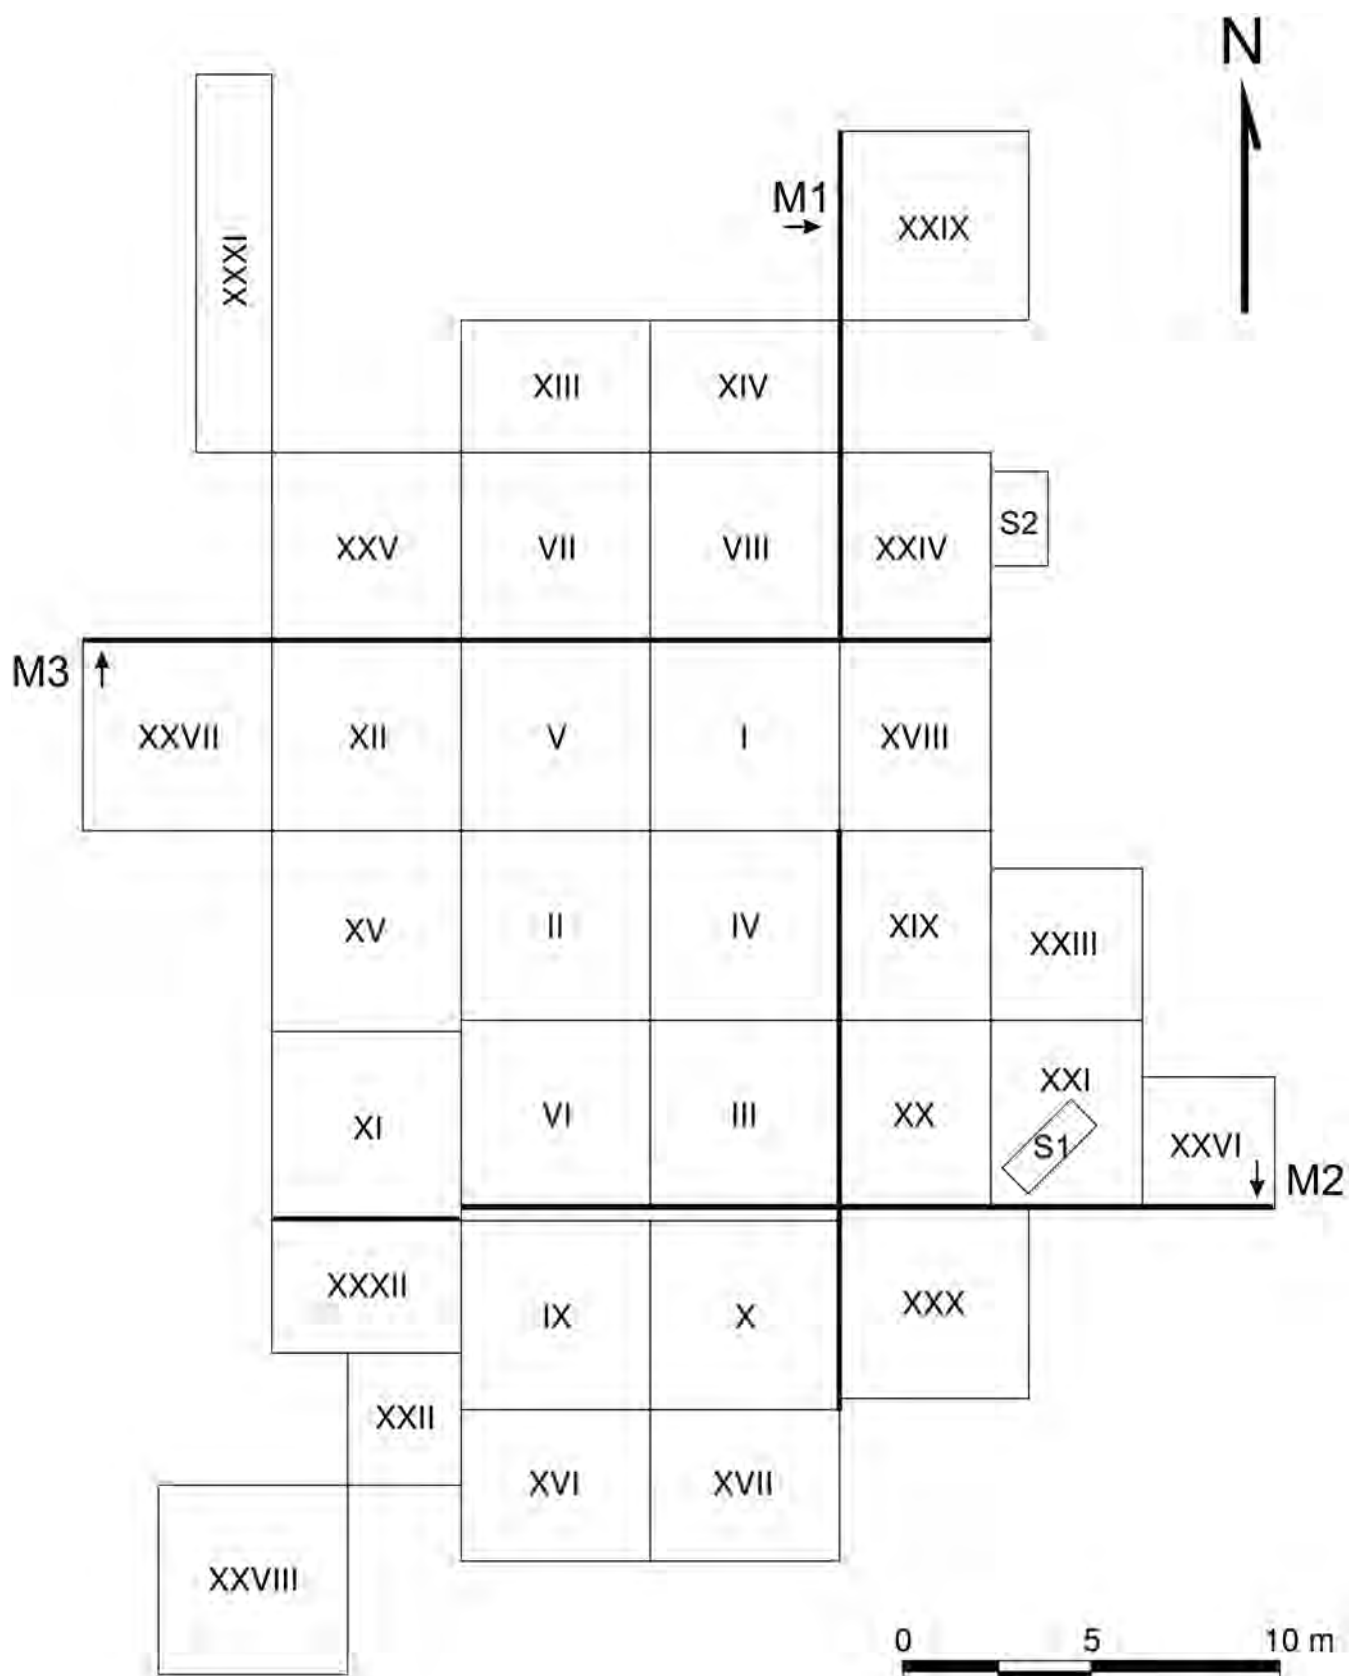 N
M1
XXIX
XXXI
XIII XIV
S2
XXV VII VIII XXIV
M3
XXVII XII V I XVIII
XV II IV XIX XXIII
XXI
XI VI III XX S1 XXVI
M2
XXXII IX X XXX
XXII
XVI XVII
XXVIII
0 5 10 m